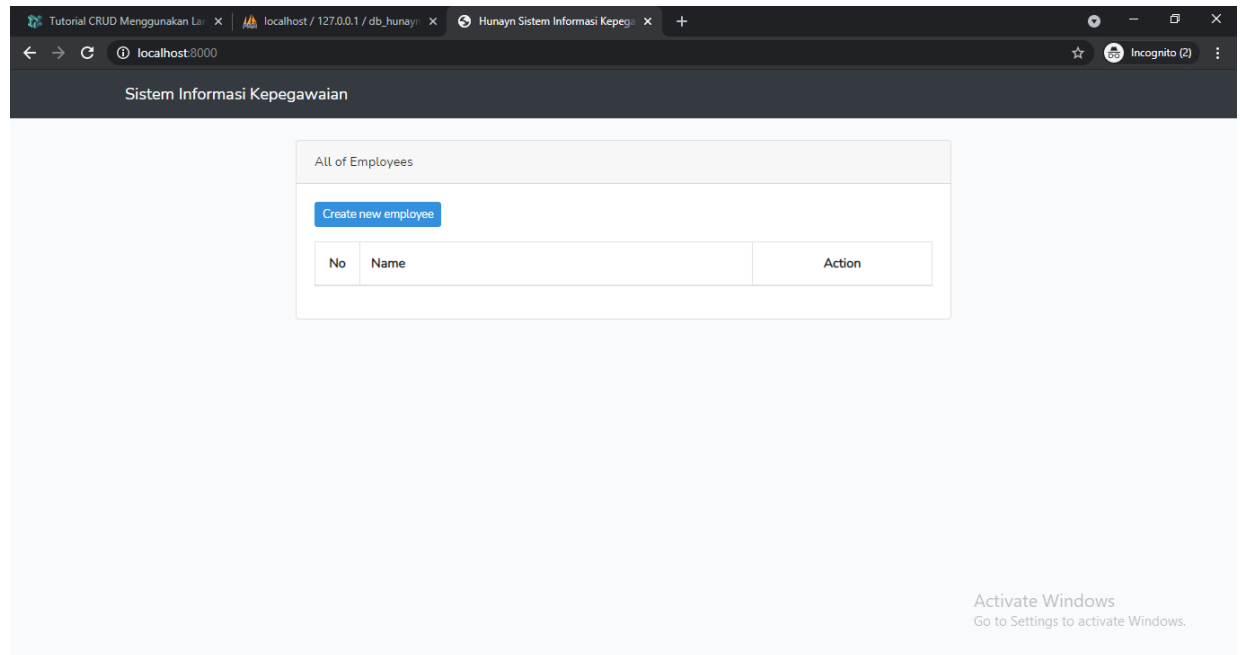 Tutorial CRUD Menggunakan Lar
localhost / 127.0.0.1 / db_hunayn
Hunayn Sistem Informasi Kepega
localhost:8000
Incognito (2)
Sistem Informasi Kepegawaian
All of Employees
Create new employee
No Name Action
Activate Windows
Go to Settings to activate Windows.